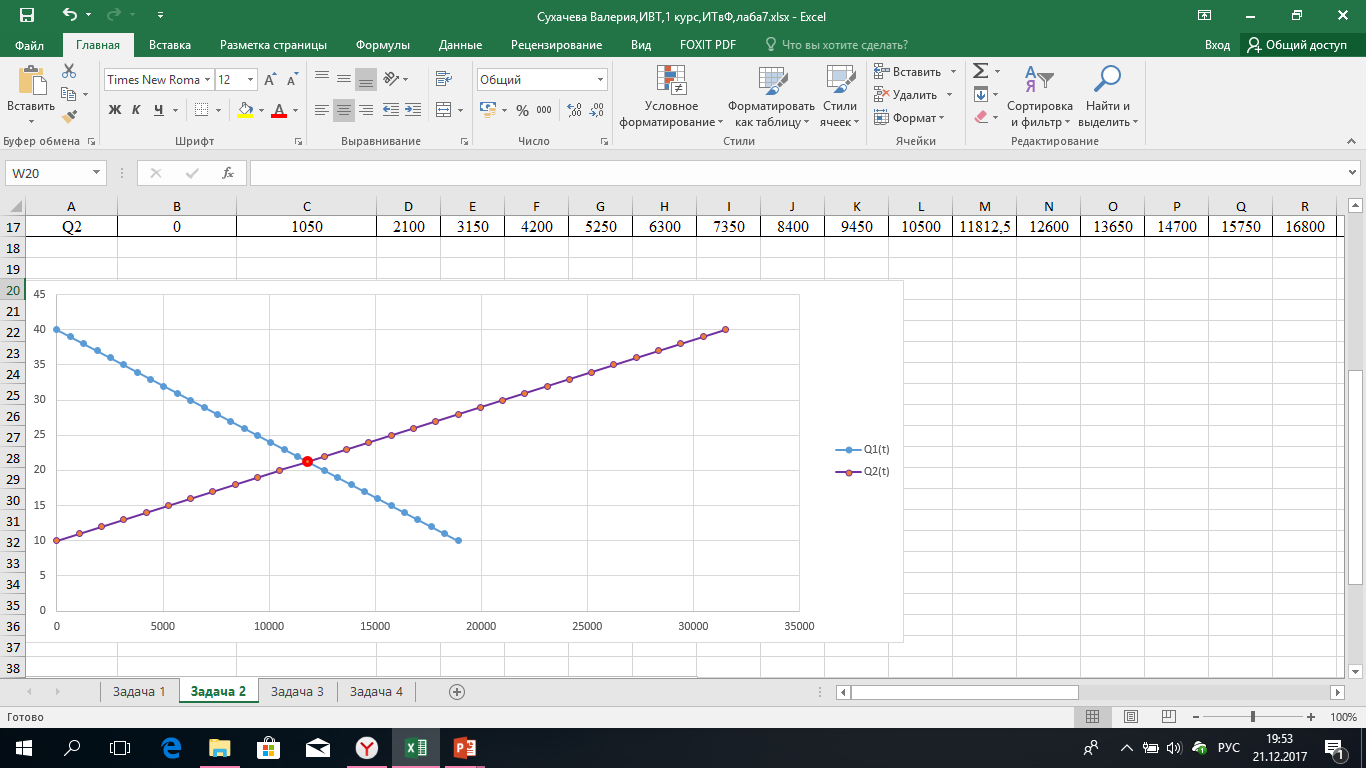 Сухачева Валерия,ИВТ,1 курс,ИТвФ,лаба7.xlsx - Excel
Файл Главная Вставка Разметка страницы Формулы Данные Рецензирование Вид FOXIT PDF Что вы хотите сделать? Вход Общий доступ
Вставить
Буфер обмена
Times New Roma 12
Ж К Ч А
Шрифт
Выравнивание
Общий
% 000
Число
Условное форматирование
Форматировать как таблицу
Стили ячеек
Стили
Вставить
Удалить
Формат
Ячейки
Сортировка и фильтр
Найти и выделить
Редактирование
W20 fx
A B C D E F G H I J K L M N O P Q R
17 Q2 0 1050 2100 3150 4200 5250 6300 7350 8400 9450 10500 11812,5 12600 13650 14700 15750 16800
18
19
20
21
22
23
24
25
26
27
28
29
30
31
32
33
34
35
36
37
38
45
40
35
30
25
20
15
10
5
0
0 5000 10000 15000 20000 25000 30000 35000
Q1(t)
Q2(t)
Задача 1 Задача 2 Задача 3 Задача 4
Готово 100%
РУС 19:53
21.12.2017
1